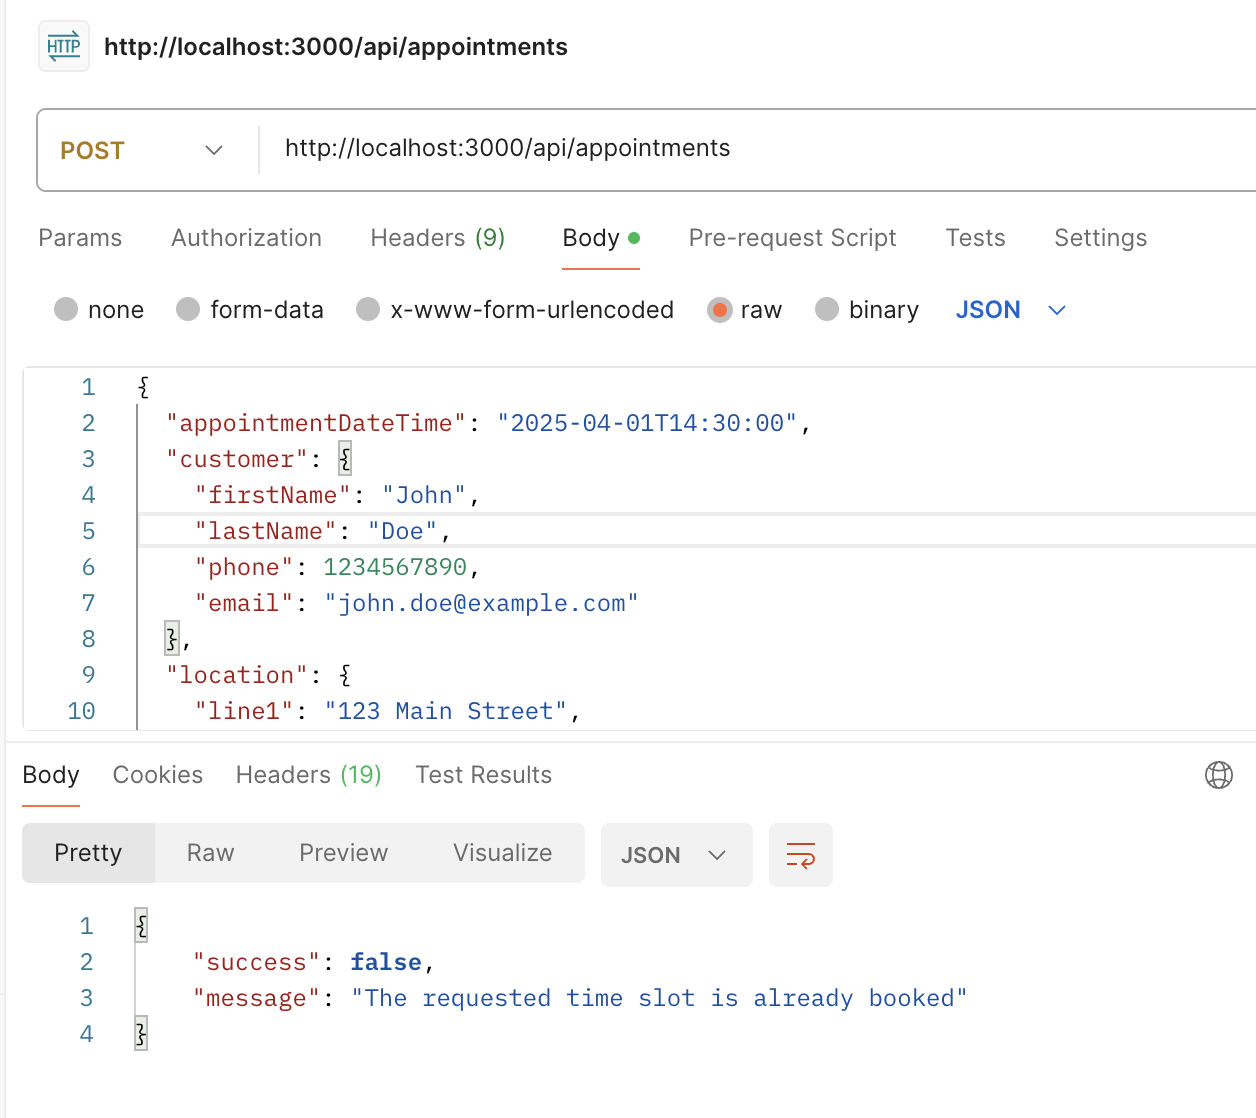 HTTP http://localhost:3000/api/appointments
POST http://localhost:3000/api/appointments
Params Authorization Headers (9) Body Pre-request Script Tests Settings
none form-data x-www-form-urlencoded raw binary JSON
1 {
2 "appointmentDateTime": "2025-04-01T14:30:00",
3 "customer": {
4 "firstName": "John",
5 "lastName": "Doe",
6 "phone": 1234567890,
7 "email": "john.doe@example.com"
8 },
9 "location": {
10 "line1": "123 Main Street",
Body Cookies Headers (19) Test Results
Pretty Raw Preview Visualize JSON
1 {
2 "success": false,
3 "message": "The requested time slot is already booked"
4 }